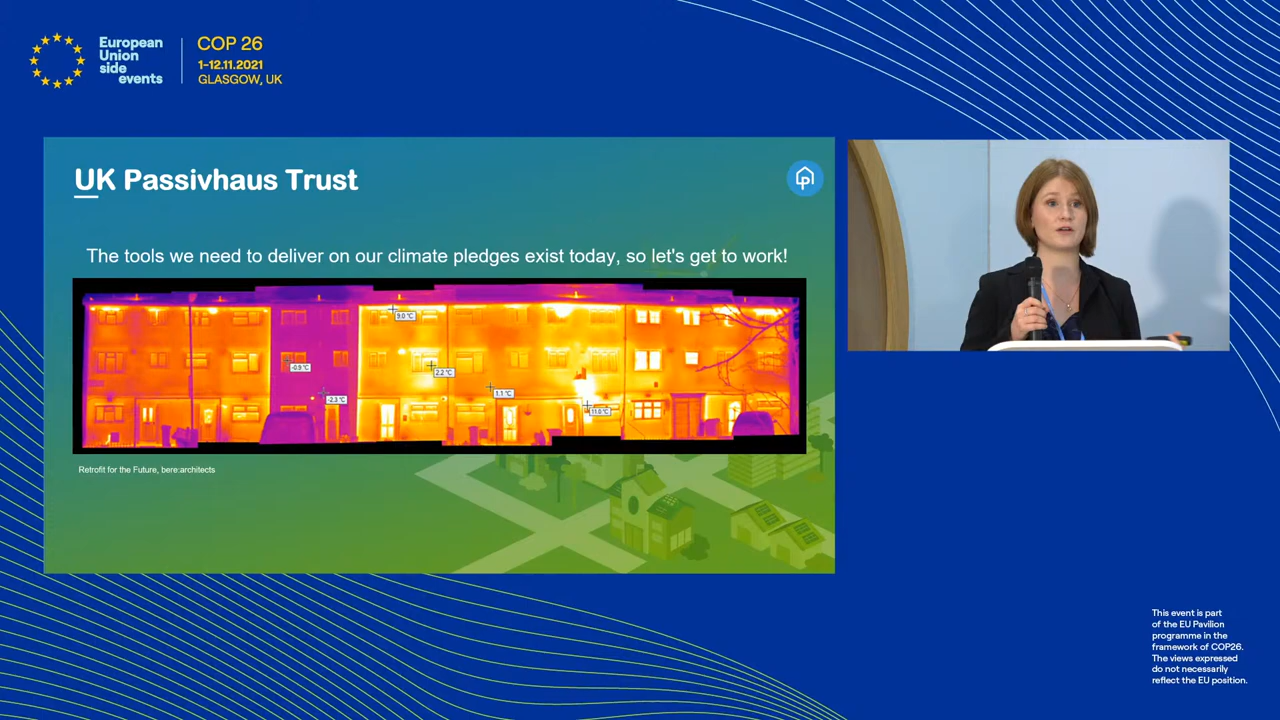 European
Union
side
events
COP 26
1-12.11.2021
GLASGOW, UK
UK Passivhaus Trust
The tools we need to deliver on our climate pledges exist today, so let's get to work!
9.0 °C
-0.9 °C
2.2 °C
-2.3 °C
1.1 °C
11.0 °C
Retrofit for the Future, bere:architects
This event is part
of the EU Pavilion
programme in the
framework of COP26.
The views expressed
do not necessarily
reflect the EU position.